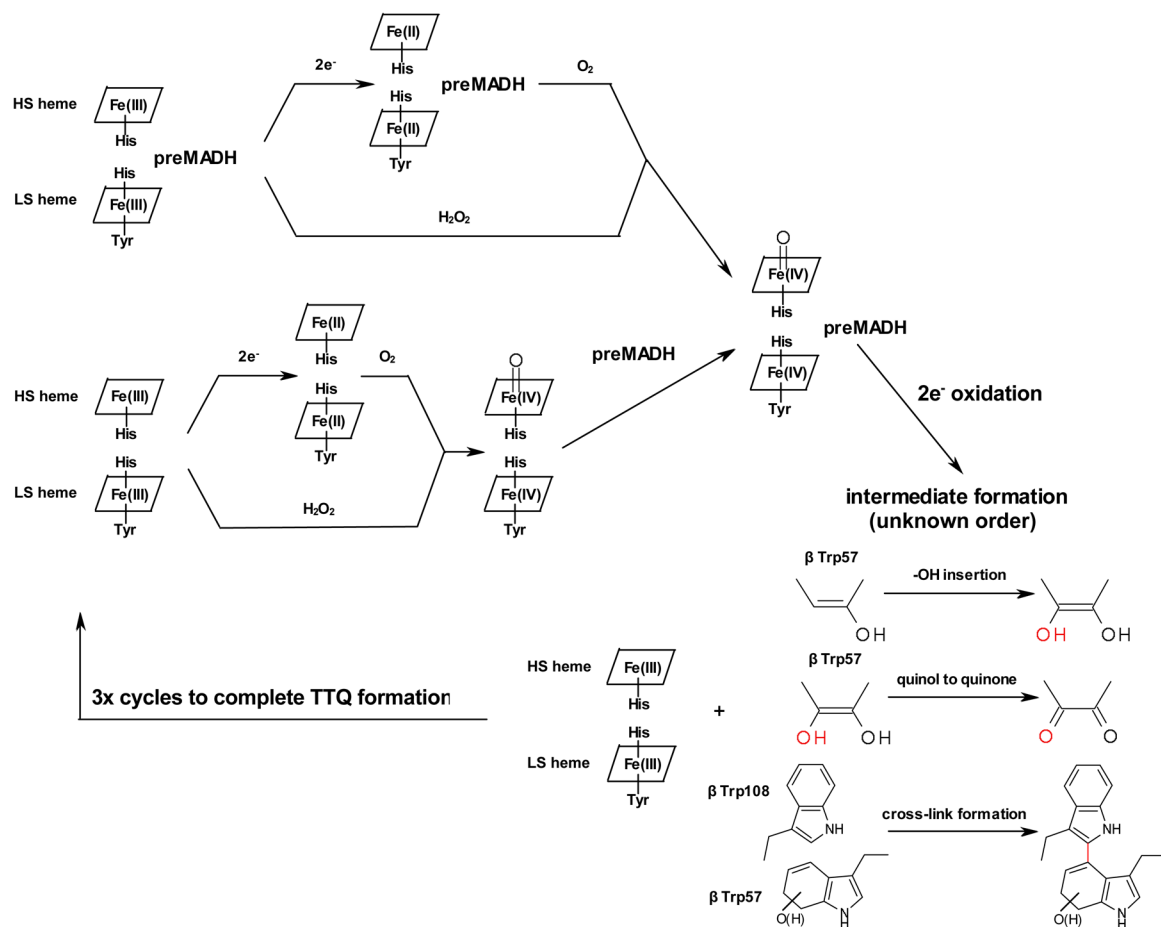 Fe(II)
His
2e-
O₂
preMADH
HS heme
Fe(III)
His
His
Fe(II)
Tyr
preMADH
His
LS heme
Fe(III)
Tyr
H₂O₂
O
Fe(IV)
His
preMADH
His
Fe(IV)
Tyr
Fe(II)
His
2e-
O₂
preMADH
O
HS heme
Fe(III)
His
His
Fe(II)
Tyr
Fe(IV)
His
2e- oxidation
His
LS heme
Fe(III)
Tyr
H₂O₂
His
Fe(IV)
Tyr
intermediate formation
(unknown order)
β Trp57
-OH insertion
OH
OH
OH
HS heme
Fe(III)
His
β Trp57
quinol to quinone
3x cycles to complete TTQ formation
+
OH
OH
O
O
His
LS heme
Fe(III)
Tyr
β Trp108
NH
cross-link formation
NH
β Trp57
O(H)
N
H
O(H)
N
H